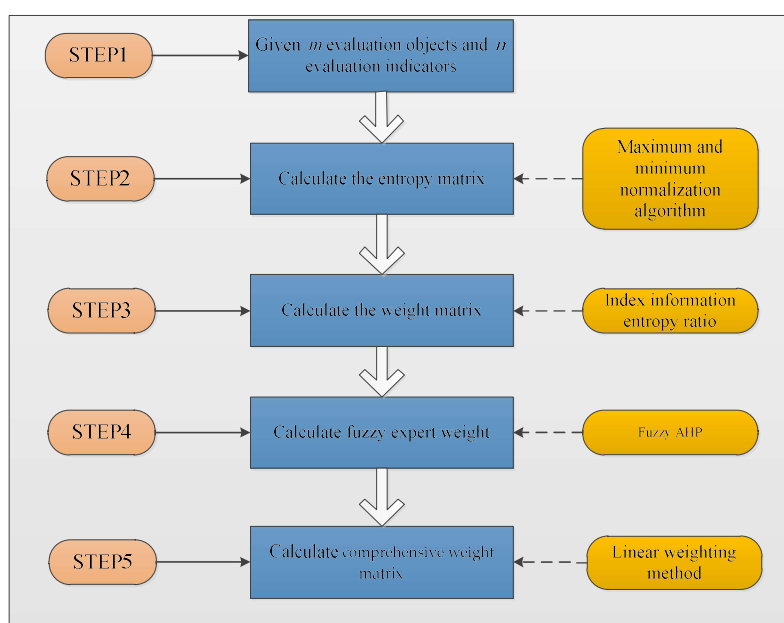 STEP1
Given m evaluation objects and n
evaluation indicators
STEP2
Calculate the entropy matrix
Maximum and
minimum
normalization
algorithm
STEP3
Calculate the weight matrix
Index information
entropy ratio
STEP4
Calculate fuzzy expert weight
Fuzzy AHP
STEP5
Calculate comprehensive weight
matrix
Linear weighting
method